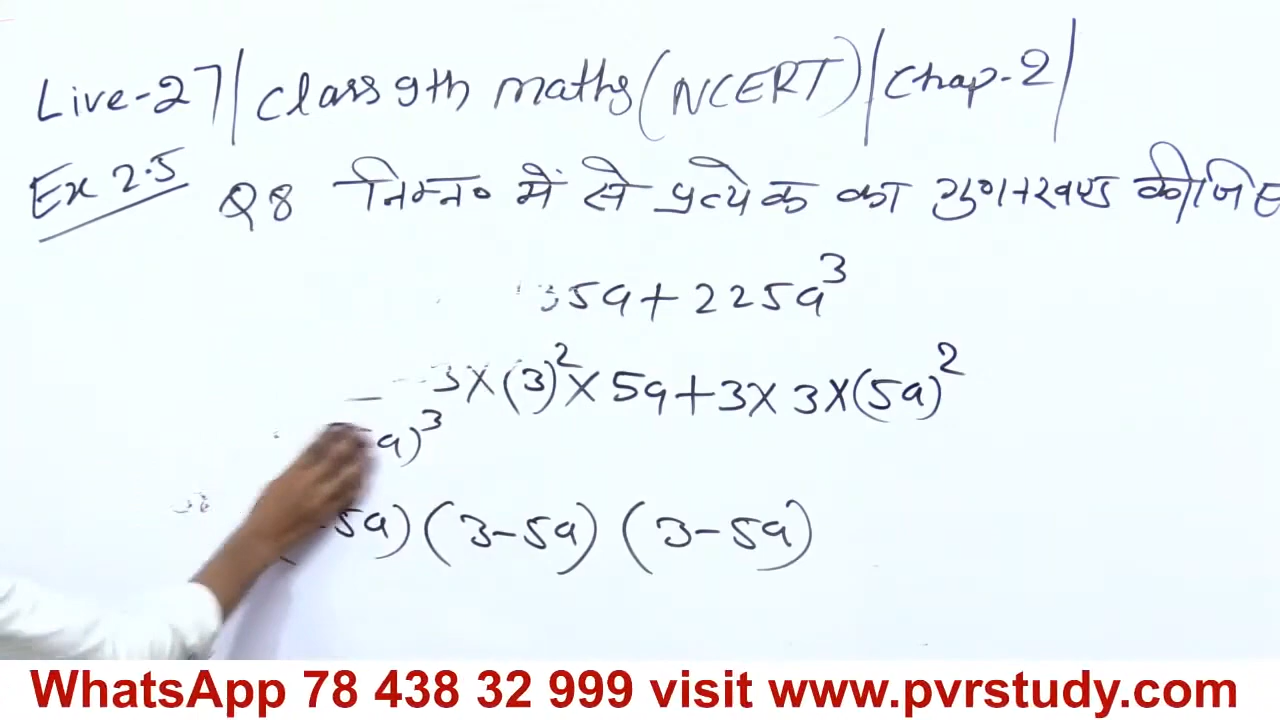 Live-27| Class 9th maths (NCERT)| Chap-2|
Ex 2.5
Q8 निम्न० में से प्रत्येक का गुणनखण्ड कीजिए
35a+225a³
3×(3)²×5a+3×3×(5a)²
a)³
5a) (3-5a) (3-5a)
WhatsApp 78 438 32 999 visit www.pvrstudy.com